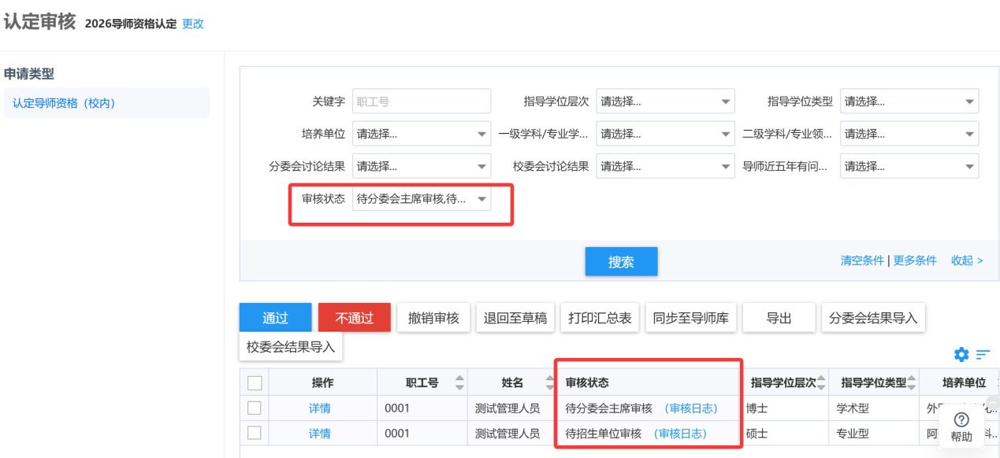 认定审核 2026导师资格认定 更改
申请类型
认定导师资格（校内）
关键字 职工号 指导学位层次 请选择... 指导学位类型 请选择...
培养单位 请选择... 一级学科/专业学... 请选择... 二级学科/专业领... 请选择...
分委会讨论结果 请选择... 校委会讨论结果 请选择... 导师近五年有问... 请选择...
审核状态 待分委会主席审核,待...
搜索 清空条件 | 更多条件 收起 >
通过 不通过 撤销审核 退回至草稿 打印汇总表 同步至导师库 导出 分委会结果导入
校委会结果导入
操作 职工号 姓名 审核状态 指导学位层次 指导学位类型 培养单位
详情 0001 测试管理人员 待分委会主席审核 （审核日志） 博士 学术型 外
详情 0001 测试管理人员 待招生单位审核 （审核日志） 硕士 专业型 阿
帮助